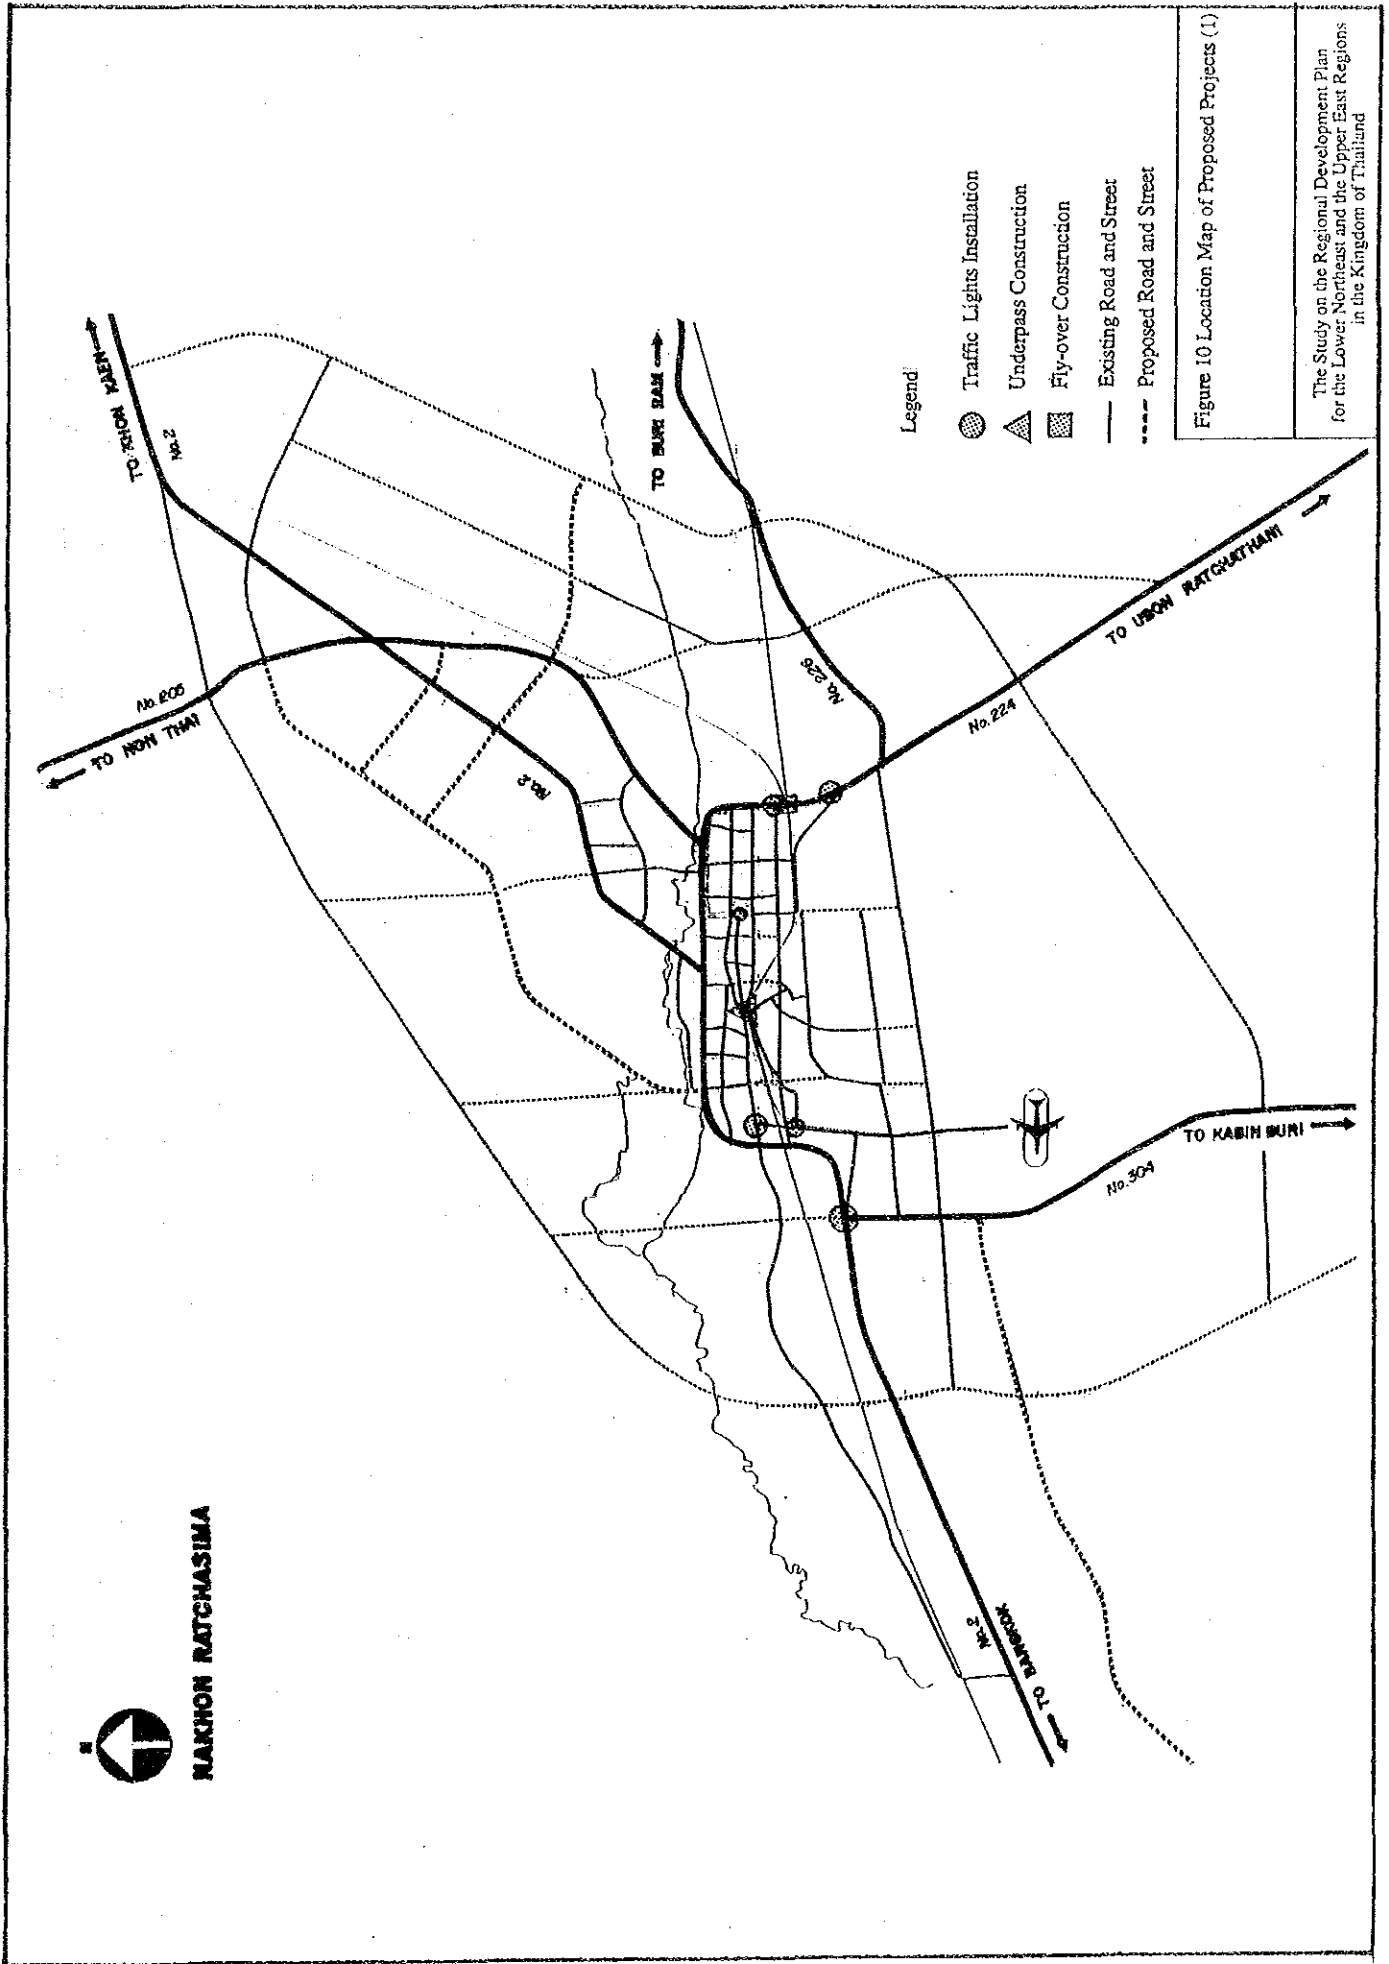 N
NAKHON RATCHASIMA
TO KHON KAEN
No.2
No.205
TO NON THAI
No.2
TO BURI RAM
No.226
No.224
TO UBON RATCHATHANI
No.304
TO KABIN BURI
No.2
TO BANGKOK
Legend
Traffic Lights Installation
Underpass Construction
Fly-over Construction
Existing Road and Street
Proposed Road and Street
Figure 10 Location Map of Proposed Projects (1)
The Study on the Regional Development Plan
for the Lower Northeast and the Upper East Regions
in the Kingdom of Thailand